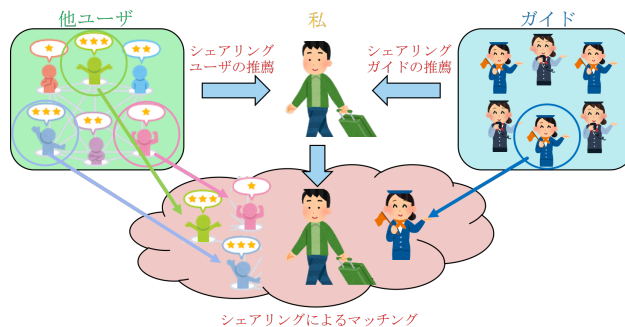 他ユーザ
私
ガイド
シェアリング
ユーザの推薦
シェアリング
ガイドの推薦
シェアリングによるマッチング